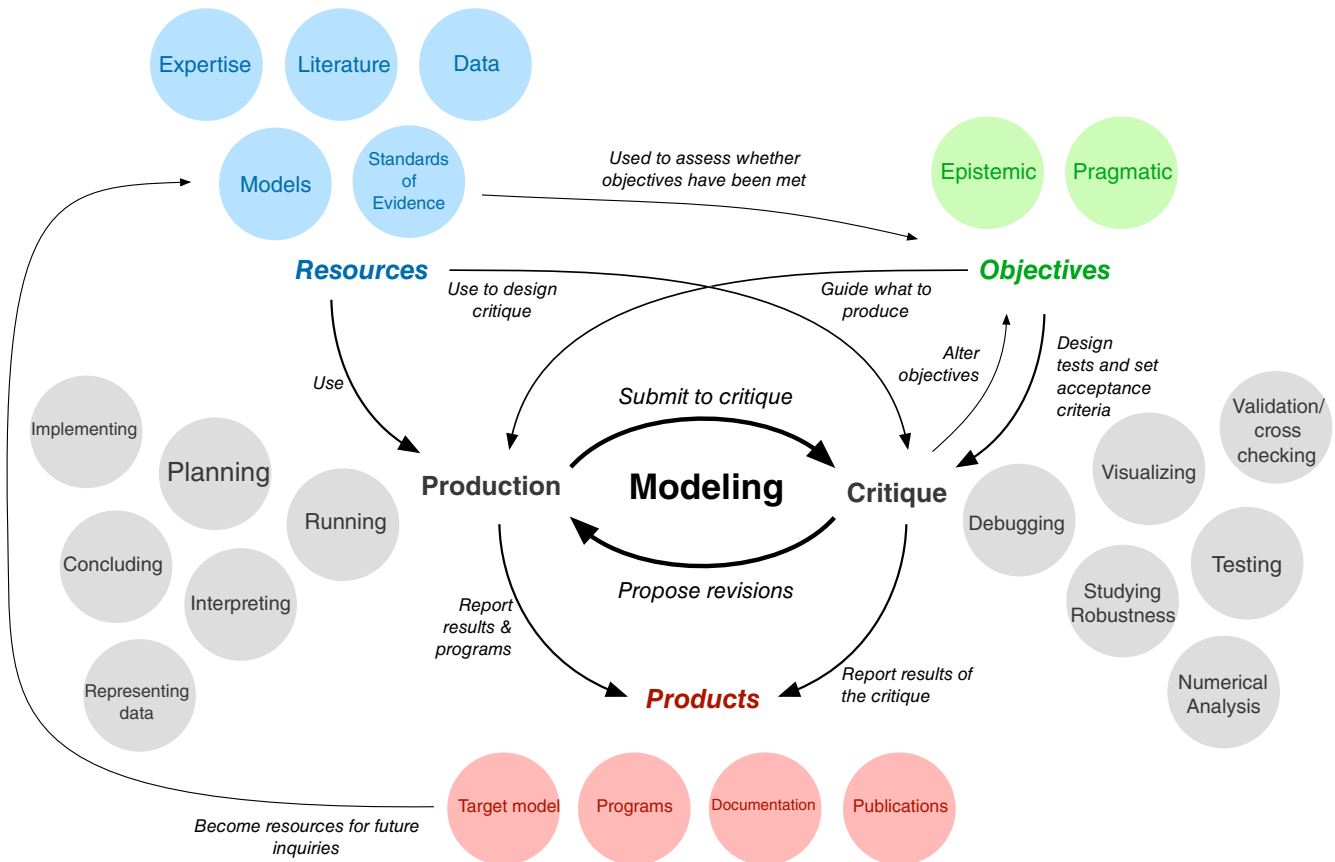 Expertise
Literature
Data
Models
Standards
of
Evidence
Used to assess whether
objectives have been met
Epistemic
Pragmatic
Resources
Objectives
Use to design
critique
Guide what to
produce
Use
Alter
objectives
Design
tests and set
acceptance
criteria
Submit to critique
Production
Modeling
Critique
Propose revisions
Implementing
Planning
Running
Concluding
Interpreting
Representing
data
Validation/
cross
checking
Visualizing
Debugging
Testing
Studying
Robustness
Numerical
Analysis
Report
results &
programs
Report results of
the critique
Products
Target model
Programs
Documentation
Publications
Become resources for future
inquiries